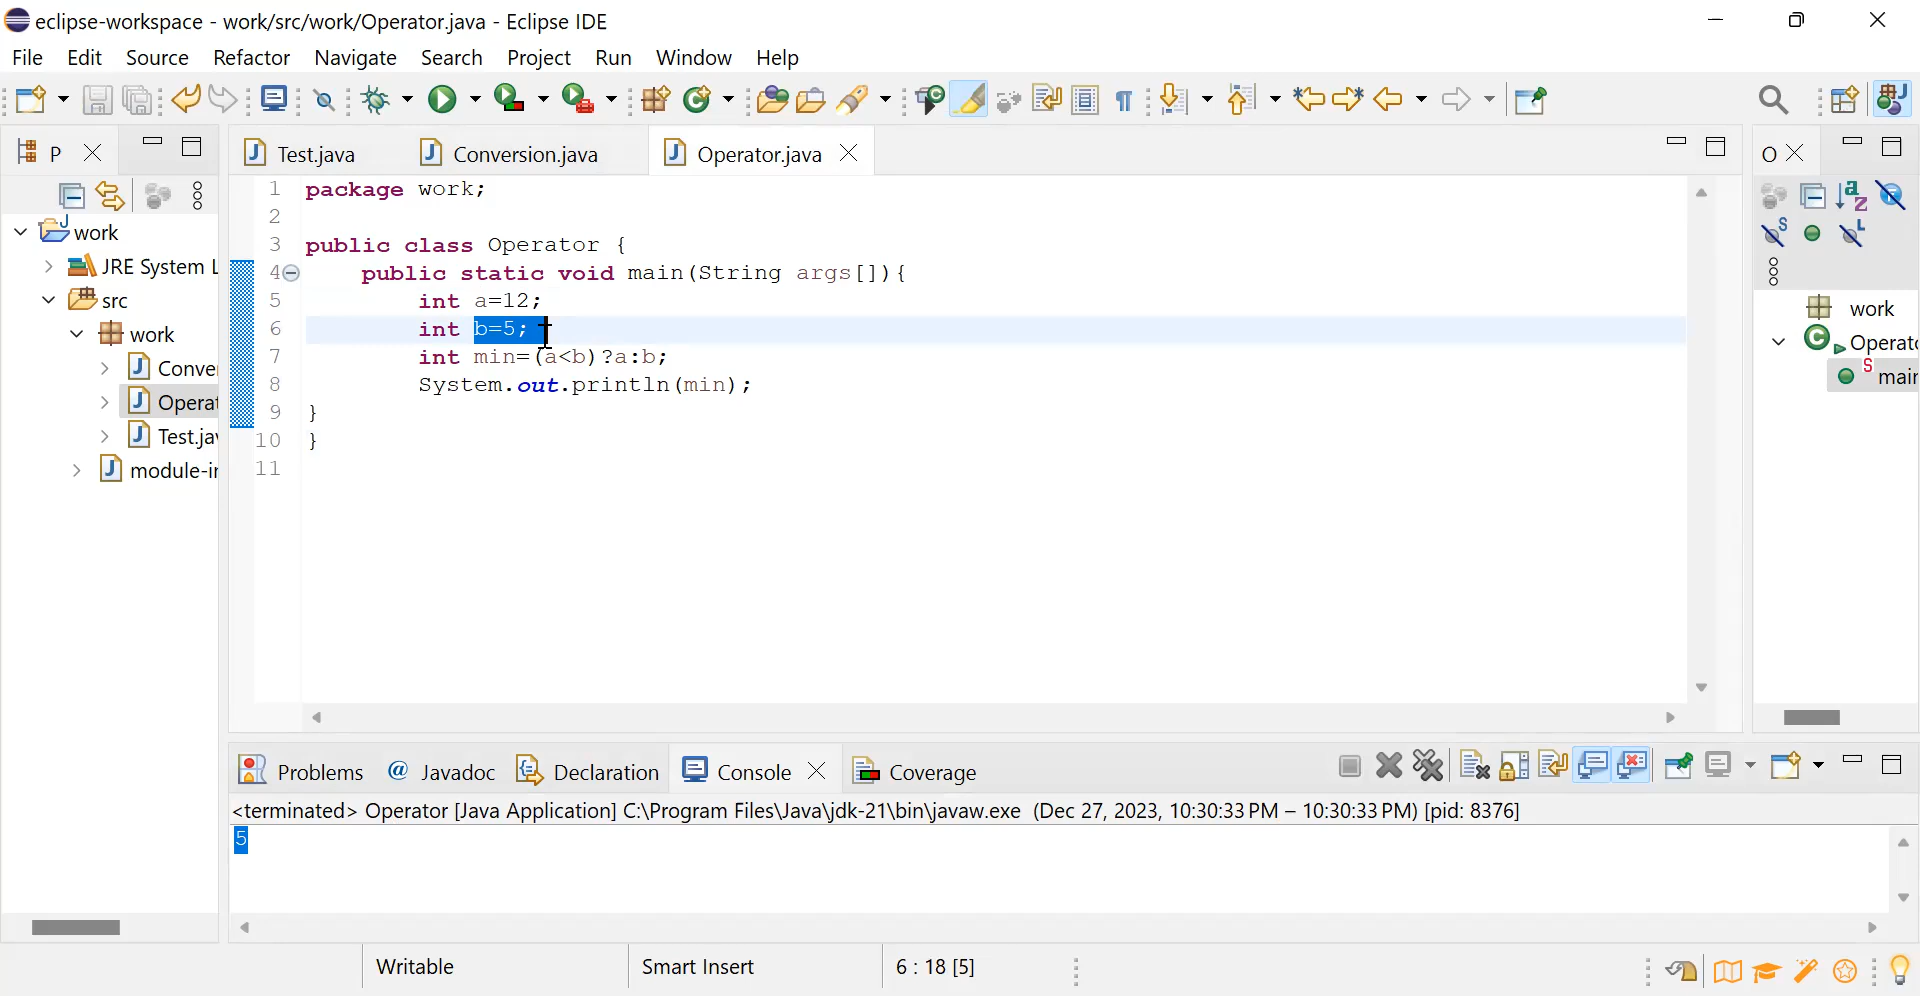 eclipse-workspace - work/src/work/Operator.java - Eclipse IDE
File Edit Source Refactor Navigate Search Project Run Window Help
P
Test.java Conversion.java Operator.java
O
work
JRE System L
src
work
Conve
Operat
Test.ja
module-i
1 package work;
2
3 public class Operator {
4 public static void main(String args[]){
5 int a=12;
6 int b=5;
7 int min=(a<b)?a:b;
8 System.out.println(min);
9 }
10 }
11
work
Operato
main
Problems @ Javadoc Declaration Console Coverage
<terminated> Operator [Java Application] C:\Program Files\Java\jdk-21\bin\javaw.exe (Dec 27, 2023, 10:30:33 PM – 10:30:33 PM) [pid: 8376]
5
Writable Smart Insert 6 : 18 [5]